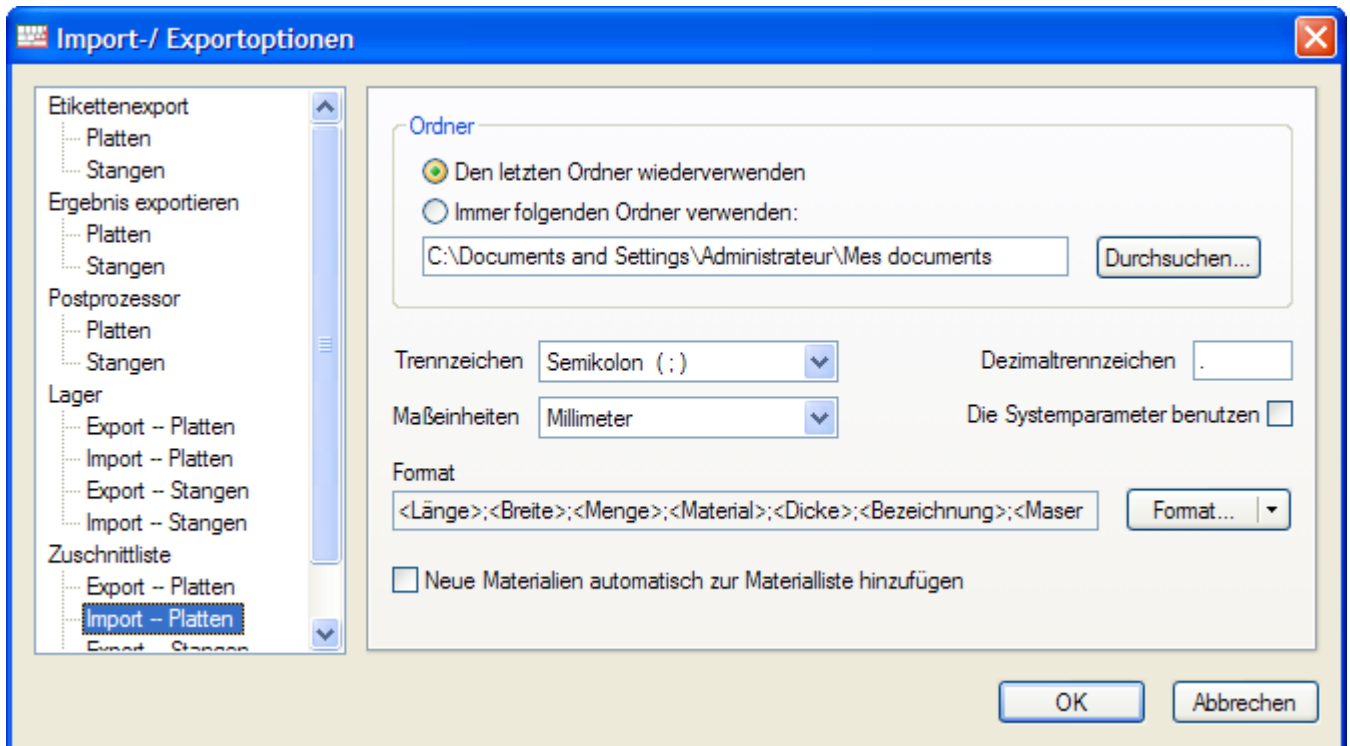 Import-/ Exportoptionen
Etikettenexport
Platten
Stangen
Ergebnis exportieren
Platten
Stangen
Postprozessor
Platten
Stangen
Lager
Export -- Platten
Import -- Platten
Export -- Stangen
Import -- Stangen
Zuschnittliste
Export -- Platten
Import -- Platten
Export -- Stangen
Ordner
Den letzten Ordner wiederverwenden
Immer folgenden Ordner verwenden:
C:\Documents and Settings\Administrateur\Mes documents
Durchsuchen...
Trennzeichen Semikolon ( ; ) Dezimaltrennzeichen .
Maßeinheiten Millimeter Die Systemparameter benutzen
Format
<Länge>;<Breite>;<Menge>;<Material>;<Dicke>;<Bezeichnung>;<Maser Format...
Neue Materialien automatisch zur Materialliste hinzufügen
OK Abbrechen